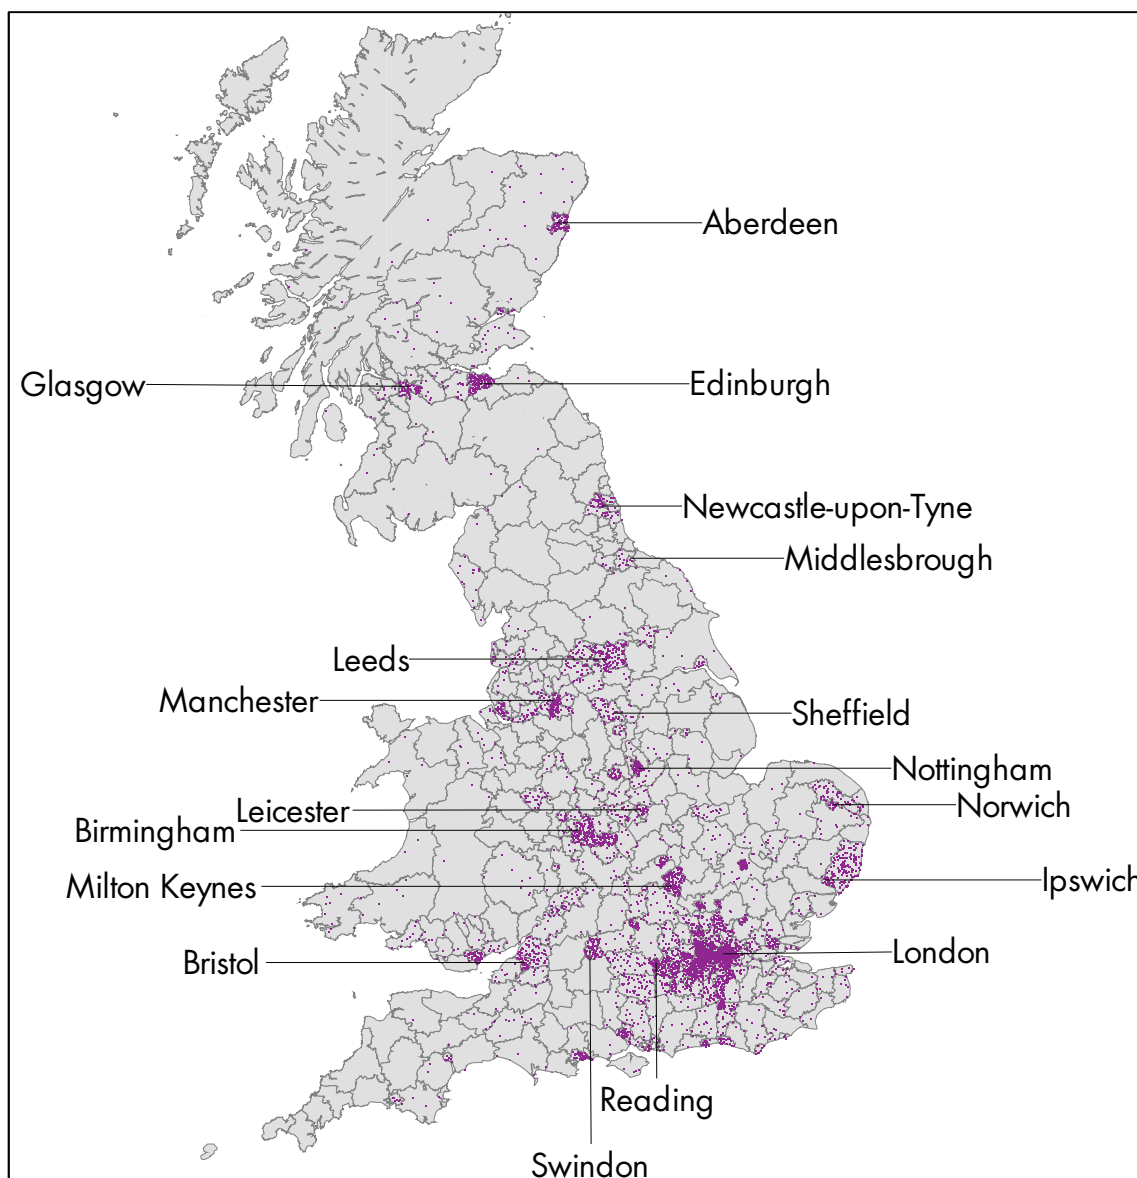 Aberdeen
Glasgow
Edinburgh
Newcastle-upon-Tyne
Middlesbrough
Leeds
Manchester
Sheffield
Nottingham
Leicester
Norwich
Birmingham
Milton Keynes
Ipswich
Bristol
London
Reading
Swindon